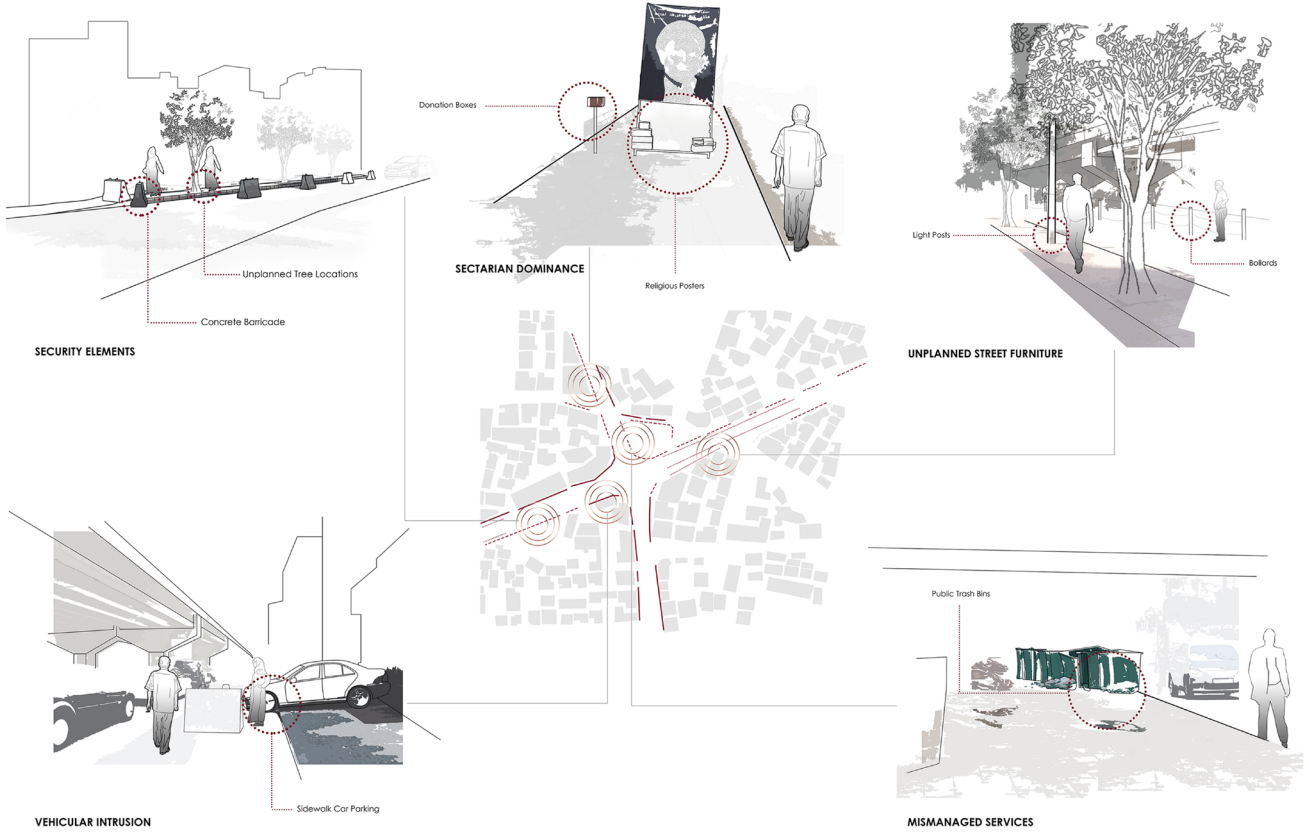 Donation Boxes
SECTARIAN DOMINANCE
Religious Posters
Light Posts
Bollards
UNPLANNED STREET FURNITURE
Unplanned Tree Locations
Concrete Barricade
SECURITY ELEMENTS
Sidewalk Car Parking
VEHICULAR INTRUSION
Public Trash Bins
MISMANAGED SERVICES